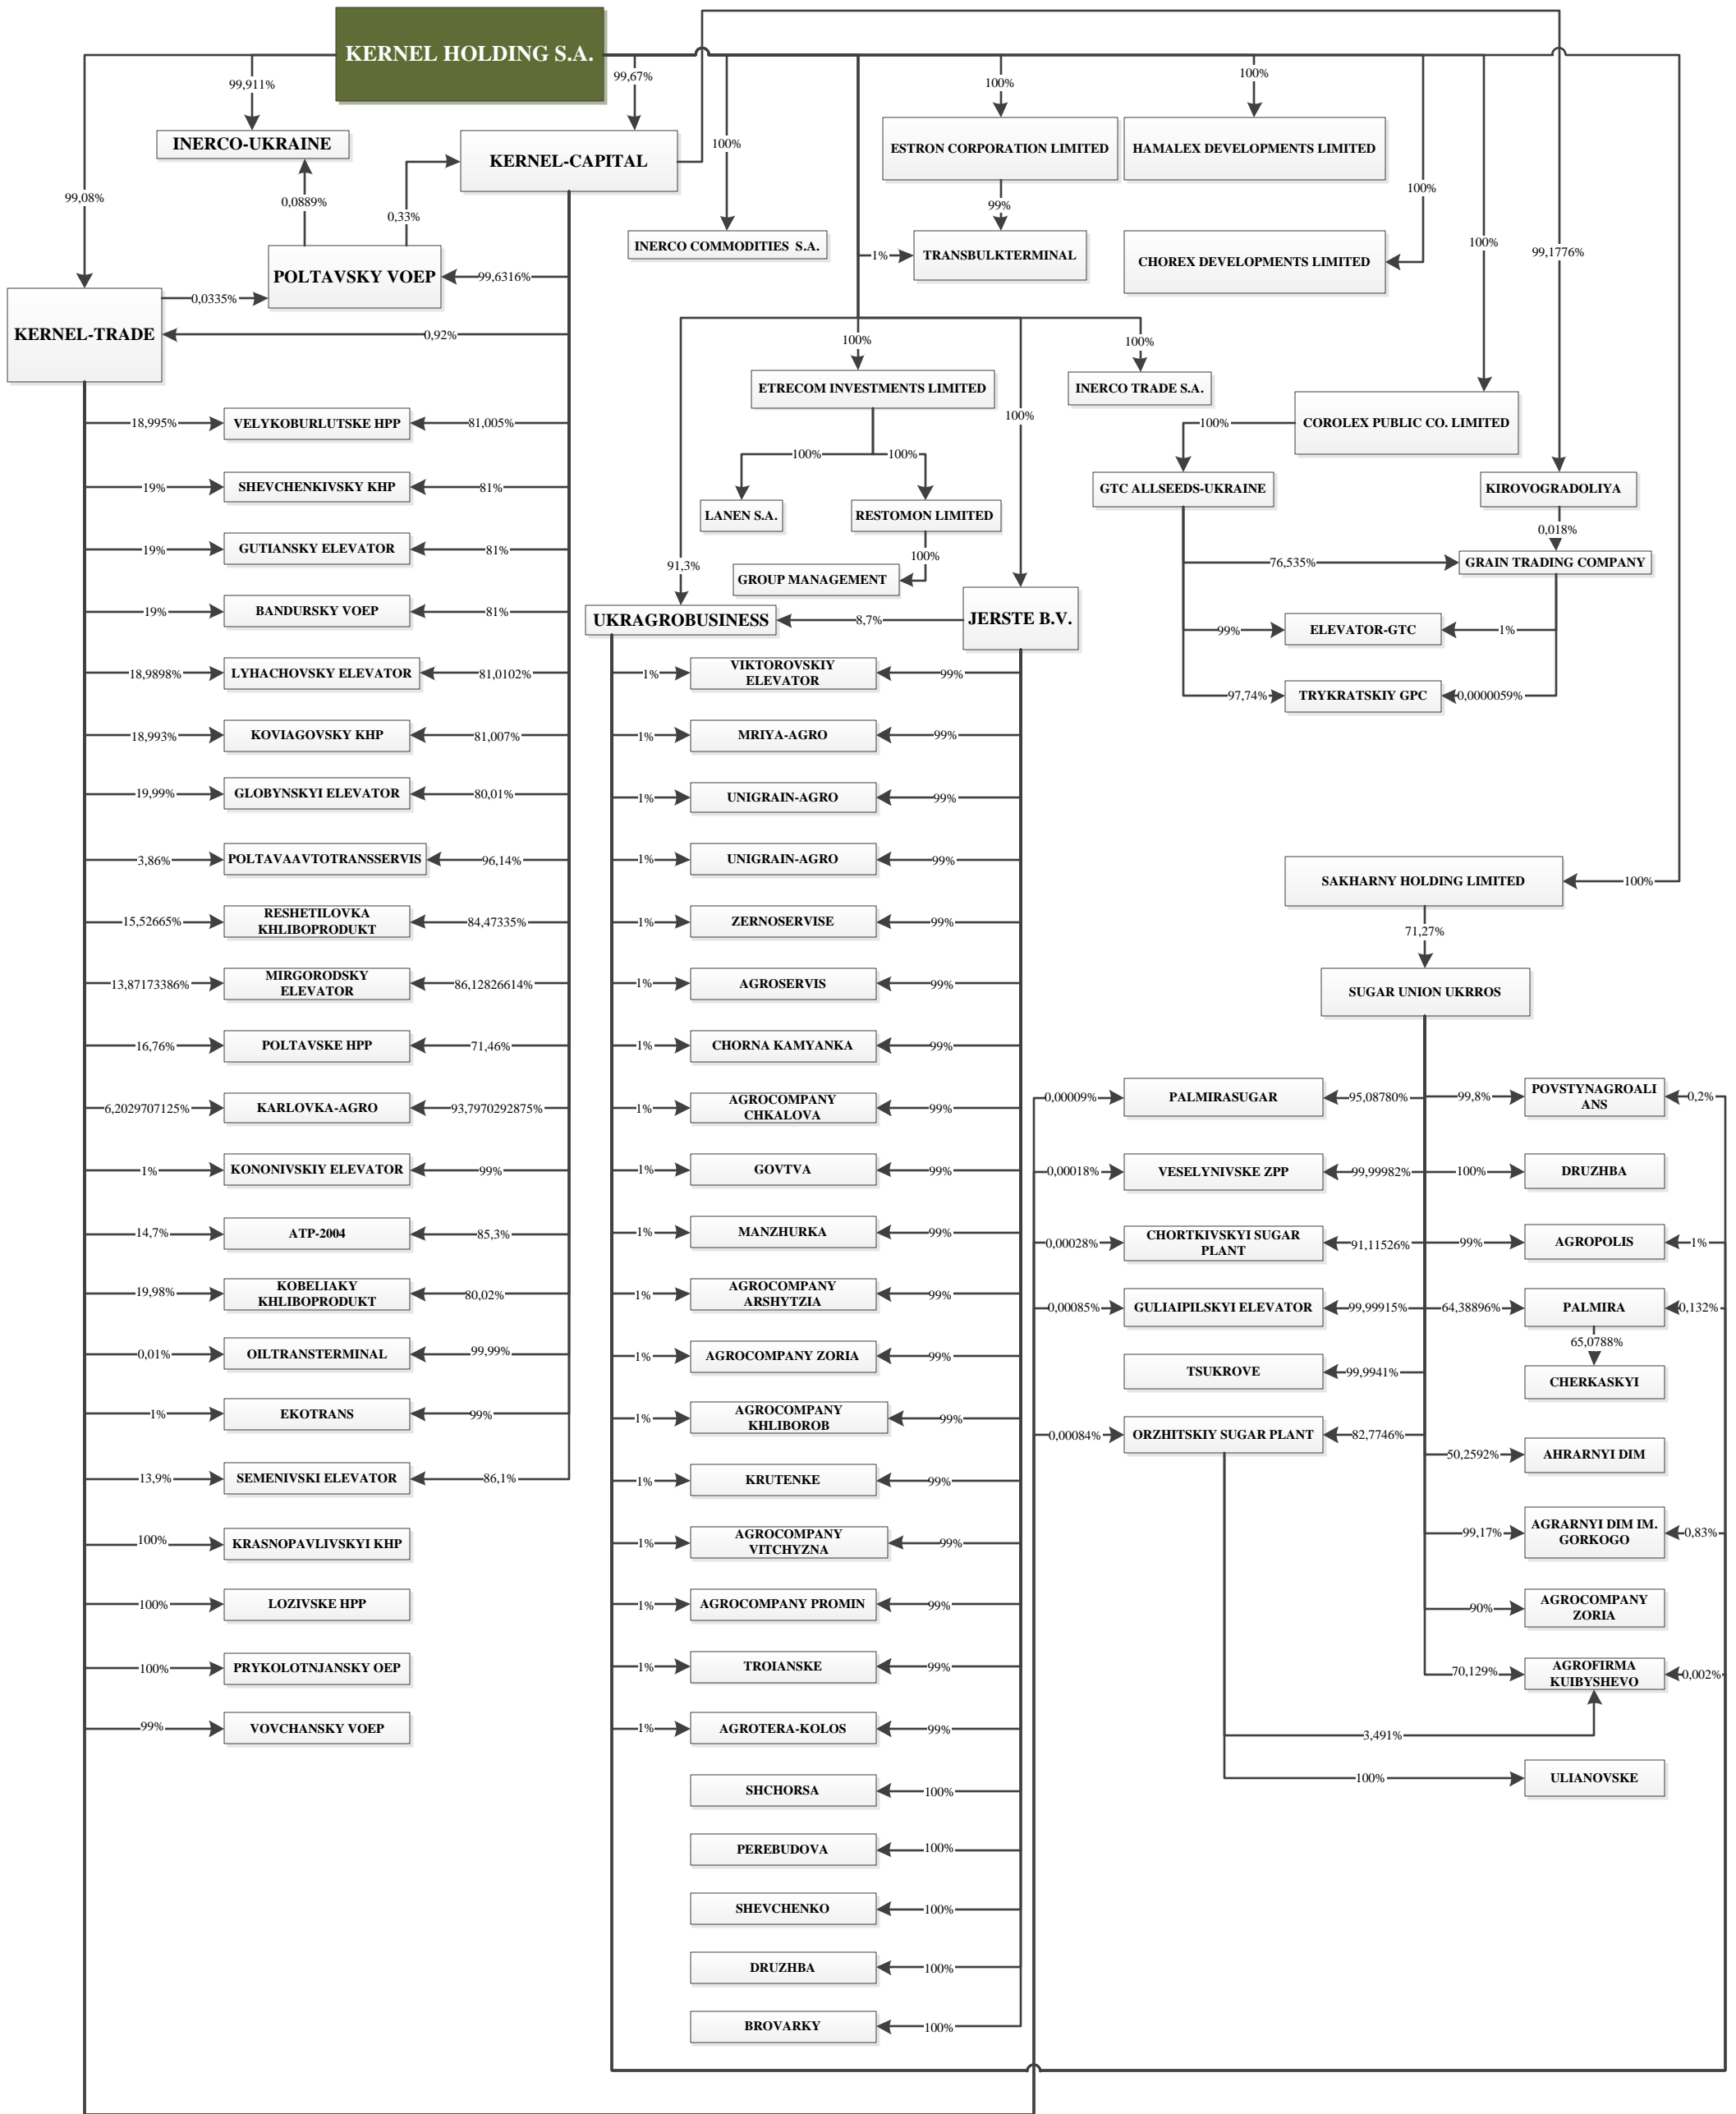 KERNEL HOLDING S.A.
99,911%
99,67%
100%
100%
100%
INERCO-UKRAINE
KERNEL-CAPITAL
100%
ESTRON CORPORATION LIMITED
HAMALEX DEVELOPMENTS LIMITED
99,08%
0,0889%
0,33%
99%
100%
INERCO COMMODITIES S.A.
1%
TRANSBULKTERMINAL
CHOREX DEVELOPMENTS LIMITED
100%
99,1776%
POLTAVSKY VOEP
99,6316%
0,0335%
KERNEL-TRADE
0,92%
100%
100%
ETRECOM INVESTMENTS LIMITED
INERCO TRADE S.A.
100%
COROLEX PUBLIC CO. LIMITED
100%
100%
100%
GTC ALLSEEDS-UKRAINE
KIROVOGRADOLIYA
LANEN S.A.
RESTOMON LIMITED
0,018%
100%
91,3%
GROUP MANAGEMENT
76,535%
GRAIN TRADING COMPANY
UKRAGROBUSINESS
8,7%
JERSTE B.V.
99%
ELEVATOR-GTC
1%
97,74%
TRYKRATSKIY GPC
0,0000059%
18,995%
VELYKOBURLUTSKE HPP
81,005%
19%
SHEVCHENKIVSKY KHP
81%
19%
GUTIANSKY ELEVATOR
81%
19%
BANDURSKY VOEP
81%
18,9898%
LYHACHOVSKY ELEVATOR
81,0102%
18,993%
KOVIAGOVSKY KHP
81,007%
19,99%
GLOBYNSKYI ELEVATOR
80,01%
3,86%
POLTAVAAVTOTRANSSERVIS
96,14%
15,52665%
RESHETILOVKA
KHLIBOPRODUKT
84,47335%
13,87173386%
MIRGORODSKY
ELEVATOR
86,12826614%
16,76%
POLTAVSKE HPP
71,46%
6,2029707125%
KARLOVKA-AGRO
93,7970292875%
1%
KONONIVSKIY ELEVATOR
99%
14,7%
ATP-2004
85,3%
19,98%
KOBELIAKY
KHLIBOPRODUKT
80,02%
0,01%
OILTRANSTERMINAL
99,99%
1%
EKOTRANS
99%
13,9%
SEMENIVSKI ELEVATOR
86,1%
100%
KRASNOPAVLIVSKYI KHP
100%
LOZIVSKE HPP
100%
PRYKOLOTNJANSKY OEP
99%
VOVCHANSKY VOEP
1%
VIKTOROVSKIY
ELEVATOR
99%
1%
MRIYA-AGRO
99%
1%
UNIGRAIN-AGRO
99%
1%
UNIGRAIN-AGRO
99%
1%
ZERNOSERVISE
99%
1%
AGROSERVIS
99%
1%
CHORNA KAMYANKA
99%
1%
AGROCOMPANY
CHKALOVA
99%
1%
GOVTVA
99%
1%
MANZHURKA
99%
1%
AGROCOMPANY
ARSHYTZIA
99%
1%
AGROCOMPANY ZORIA
99%
1%
AGROCOMPANY
KHLIBOROB
99%
1%
KRUTENKE
99%
1%
AGROCOMPANY
VITCHYZNA
99%
1%
AGROCOMPANY PROMIN
99%
1%
TROIANSKE
99%
1%
AGROTERA-KOLOS
99%
SHCHORSA
100%
PEREBUDOVA
100%
SHEVCHENKO
100%
DRUZHBA
100%
BROVARKY
100%
SAKHARNY HOLDING LIMITED
100%
71,27%
SUGAR UNION UKRROS
0,00009%
PALMIRASUGAR
95,08780%
99,8%
POVSTYNAGROALI
ANS
0,2%
0,00018%
VESELYNIVSKE ZPP
99,99982%
100%
DRUZHBA
0,00028%
CHORTKIVSKYI SUGAR
PLANT
91,11526%
99%
AGROPOLIS
1%
0,00085%
GULIAIPILSKYI ELEVATOR
99,99915%
64,38896%
PALMIRA
0,132%
65,0788%
TSUKROVE
99,9941%
CHERKASKYI
0,00084%
ORZHITSKIY SUGAR PLANT
82,7746%
50,2592%
AHRARNYI DIM
99,17%
AGRARNYI DIM IM.
GORKOGO
0,83%
90%
AGROCOMPANY
ZORIA
70,129%
AGROFIRMA
KUIBYSHEVO
0,002%
3,491%
100%
ULIANOVSKE